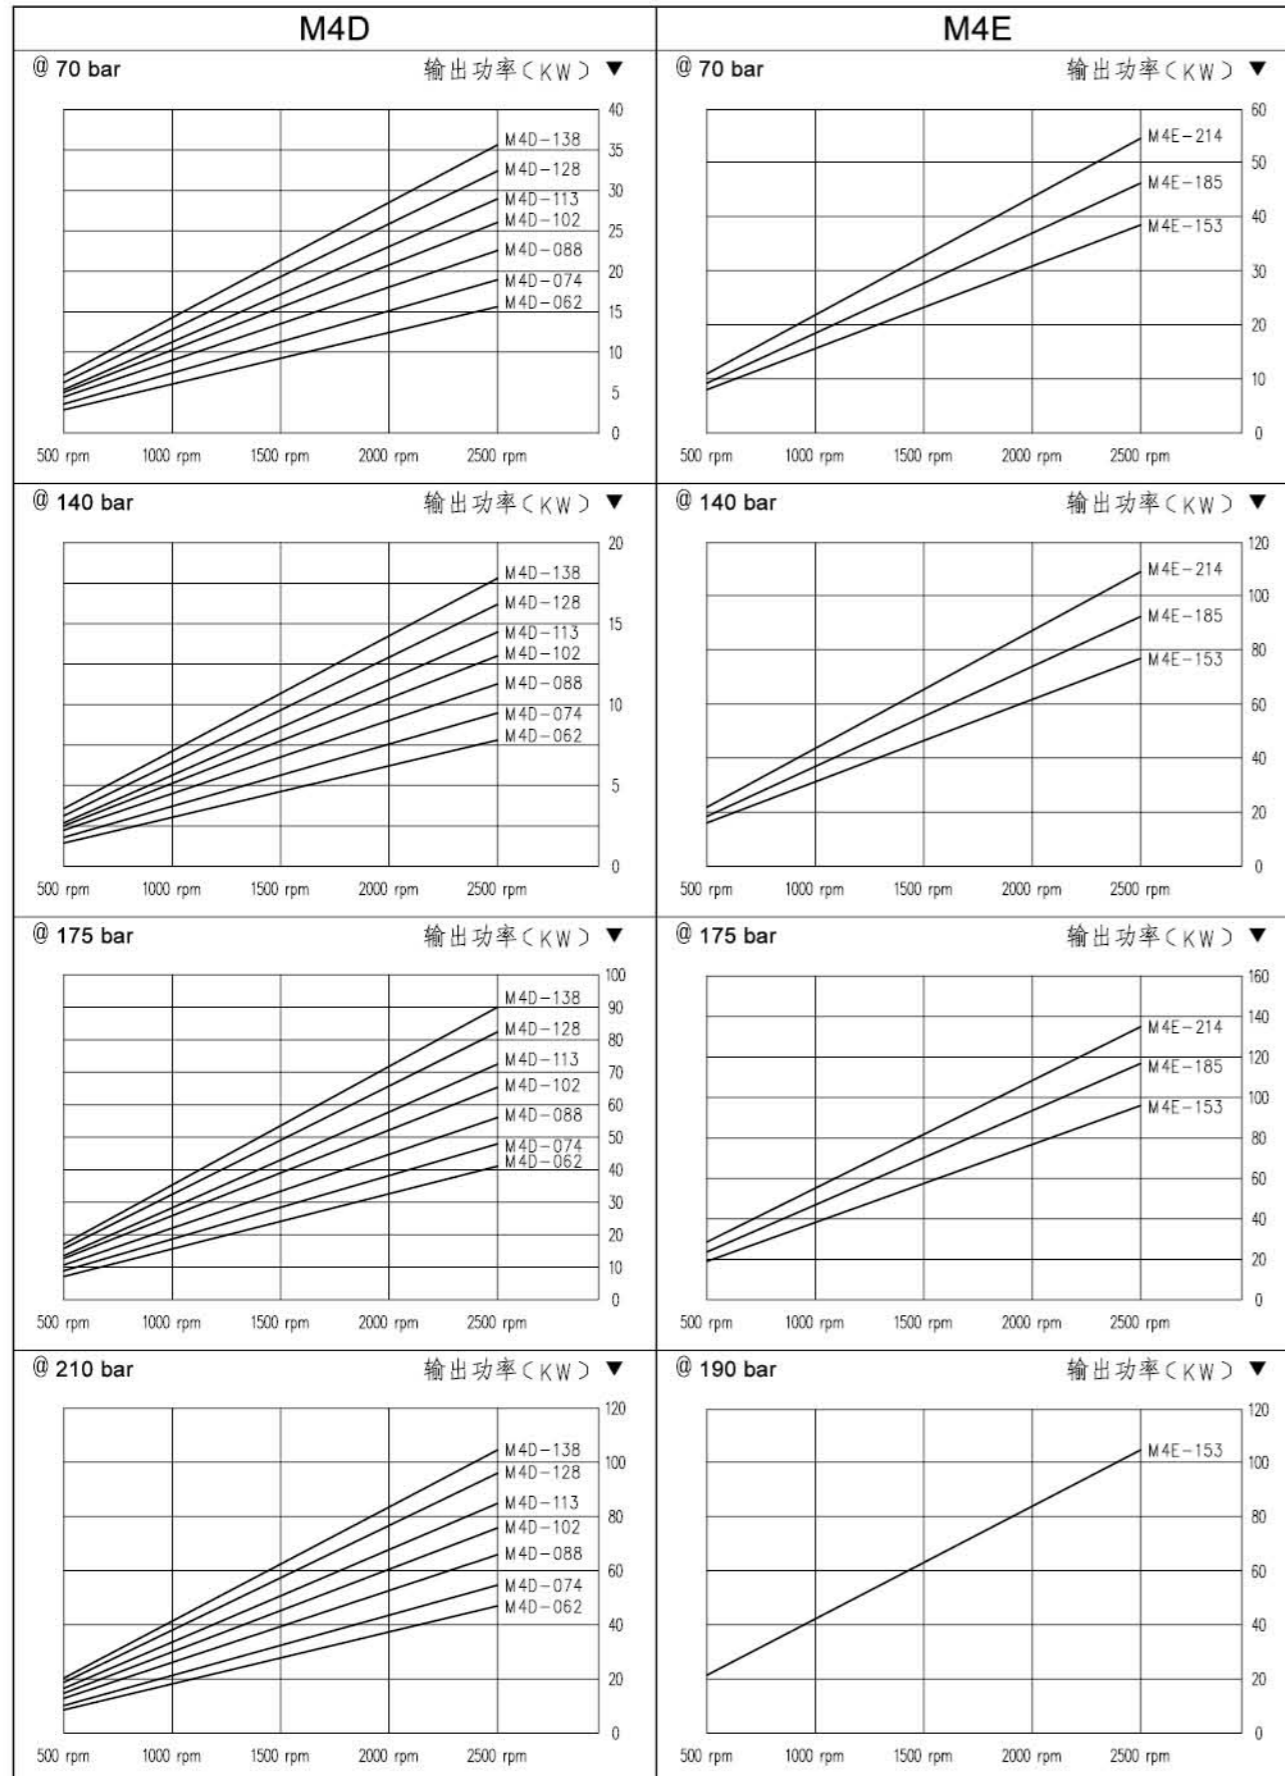 M4D
M4E
@ 70 bar 输出功率(KW) ▼
40
35
30
25
20
15
10
5
0
M4D-138
M4D-128
M4D-113
M4D-102
M4D-088
M4D-074
M4D-062
500 rpm 1000 rpm 1500 rpm 2000 rpm 2500 rpm
@ 70 bar 输出功率(KW) ▼
60
50
40
30
20
10
0
M4E-214
M4E-185
M4E-153
500 rpm 1000 rpm 1500 rpm 2000 rpm 2500 rpm
@ 140 bar 输出功率(KW) ▼
20
15
10
5
0
M4D-138
M4D-128
M4D-113
M4D-102
M4D-088
M4D-074
M4D-062
500 rpm 1000 rpm 1500 rpm 2000 rpm 2500 rpm
@ 140 bar 输出功率(KW) ▼
120
100
80
60
40
20
0
M4E-214
M4E-185
M4E-153
500 rpm 1000 rpm 1500 rpm 2000 rpm 2500 rpm
@ 175 bar 输出功率(KW) ▼
100
90
80
70
60
50
40
30
20
10
0
M4D-138
M4D-128
M4D-113
M4D-102
M4D-088
M4D-074
M4D-062
500 rpm 1000 rpm 1500 rpm 2000 rpm 2500 rpm
@ 175 bar 输出功率(KW) ▼
160
140
120
100
80
60
40
20
0
M4E-214
M4E-185
M4E-153
500 rpm 1000 rpm 1500 rpm 2000 rpm 2500 rpm
@ 210 bar 输出功率(KW) ▼
120
100
80
60
40
20
0
M4D-138
M4D-128
M4D-113
M4D-102
M4D-088
M4D-074
M4D-062
500 rpm 1000 rpm 1500 rpm 2000 rpm 2500 rpm
@ 190 bar 输出功率(KW) ▼
120
100
80
60
40
20
0
M4E-153
500 rpm 1000 rpm 1500 rpm 2000 rpm 2500 rpm